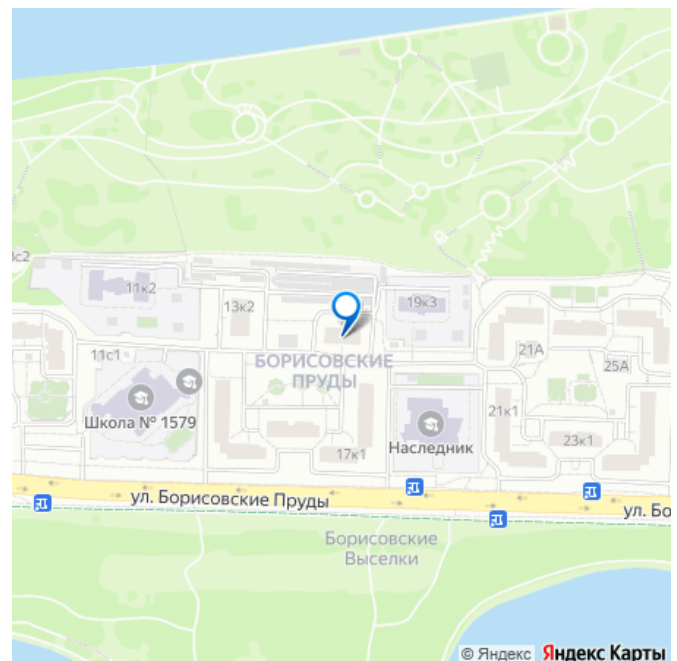 с2
11к2
13к2
19к3
11с1
БОРИСОВСКИЕ
ПРУДЫ
21А
25А
Школа № 1579
21к1
Наследник
17к1
23к1
ул. Борисовские Пруды
ул. Бо
Борисовские
Выселки
© Яндекс Яндекс Карты